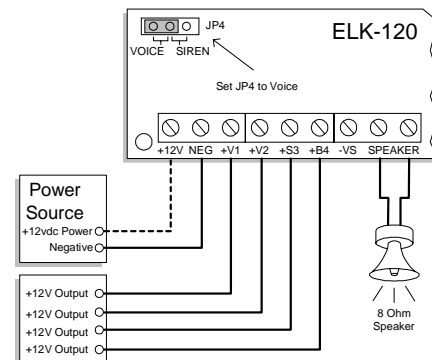 ELK-120
JP4
VOICE SIREN
Set JP4 to Voice
+12V NEG +V1 +V2 +S3 +B4 -VS SPEAKER
Power
Source
+12vdc Power
Negative
+12V Output
+12V Output
+12V Output
+12V Output
8 Ohm
Speaker